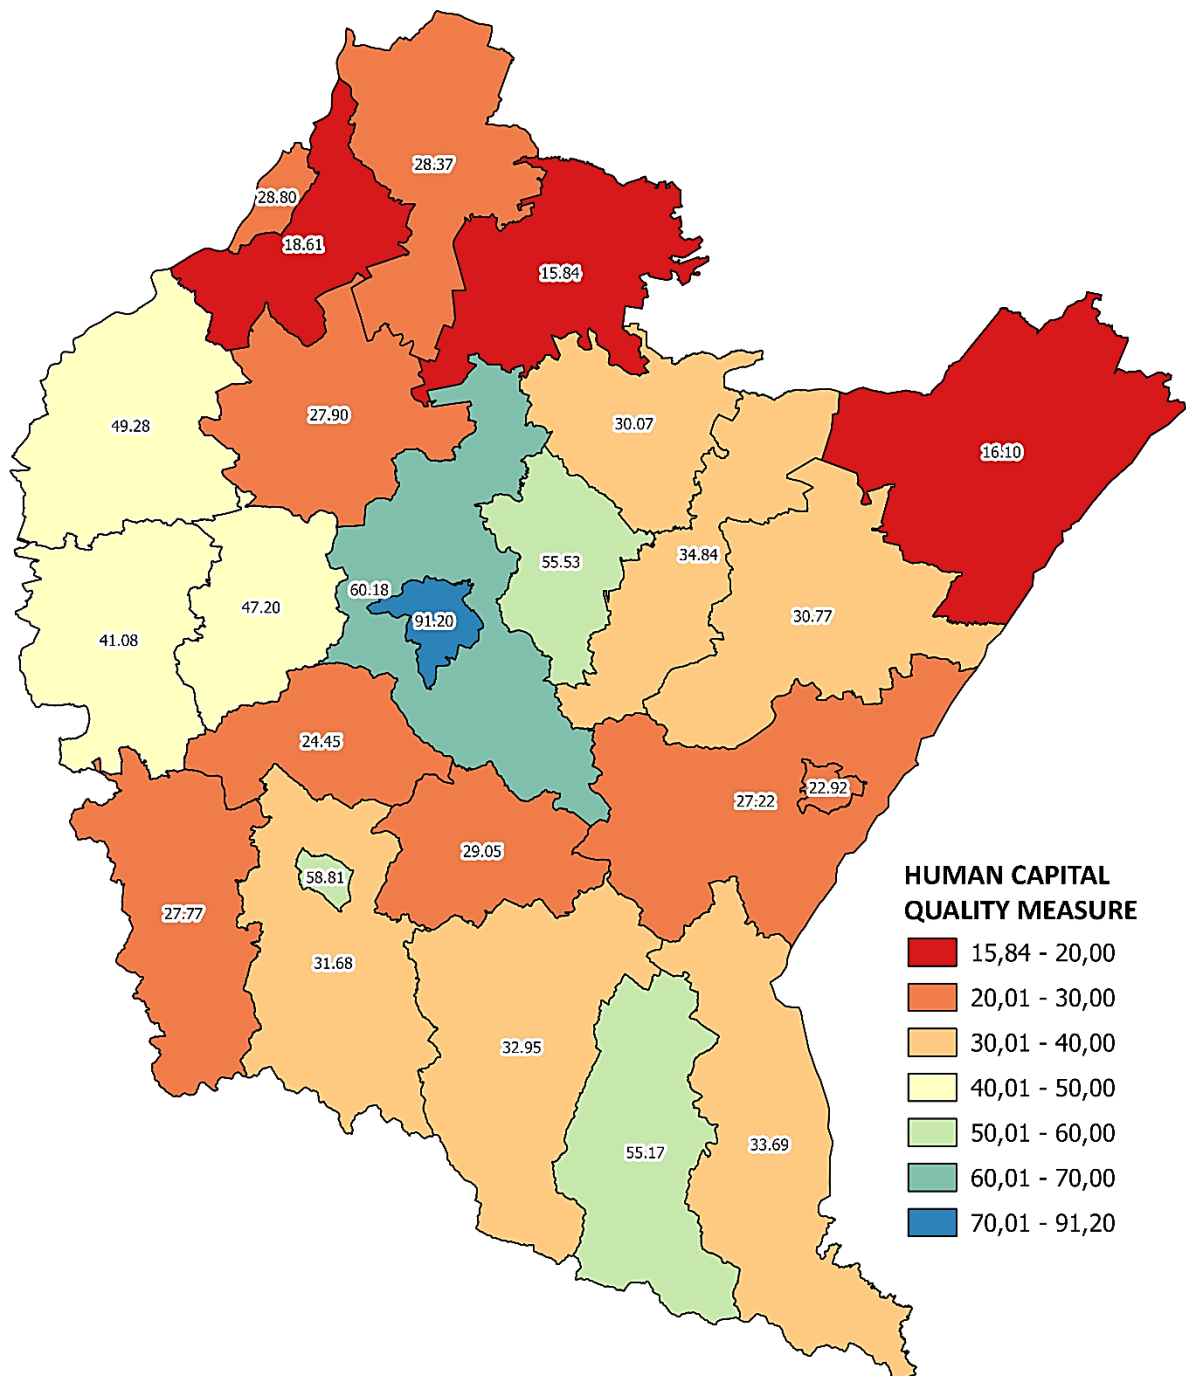 28.37
28.80
18.61
15.84
49.28
27.90
30.07
16.10
55.53
34.84
60.18
47.20
91.20
30.77
41.08
24.45
22.92
27.22
29.05
58.81
27.77
31.68
32.95
33.69
55.17
HUMAN CAPITAL
QUALITY MEASURE
15,84 - 20,00
20,01 - 30,00
30,01 - 40,00
40,01 - 50,00
50,01 - 60,00
60,01 - 70,00
70,01 - 91,20